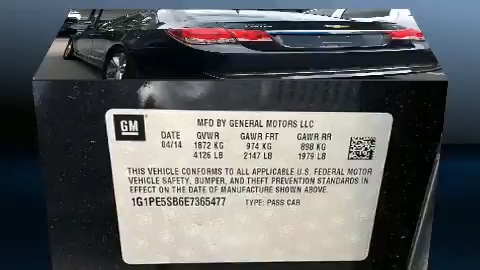 GM
MFD BY GENERAL MOTORS LLC
DATE GVWR GAWR FRT GAWR RR
04/14 1872 KG 974 KG 898 KG
4126 LB 2147 LB 1979 LB
THIS VEHICLE CONFORMS TO ALL APPLICABLE U.S. FEDERAL MOTOR
VEHICLE SAFETY, BUMPER, AND THEFT PREVENTION STANDARDS IN
EFFECT ON THE DATE OF MANUFACTURE SHOWN ABOVE.
1G1PE5SB6E7365477 TYPE: PASS CAR